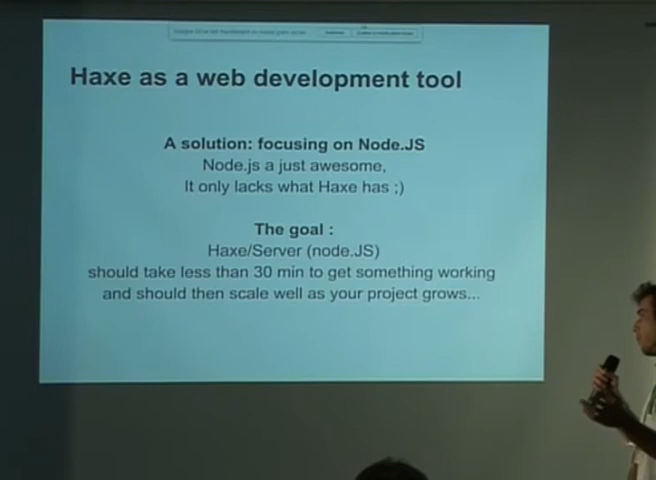 Haxe as a web development tool
A solution: focusing on Node.JS
Node.js a just awesome,
It only lacks what Haxe has ;)
The goal :
Haxe/Server (node.JS)
should take less than 30 min to get something working
and should then scale well as your project grows...